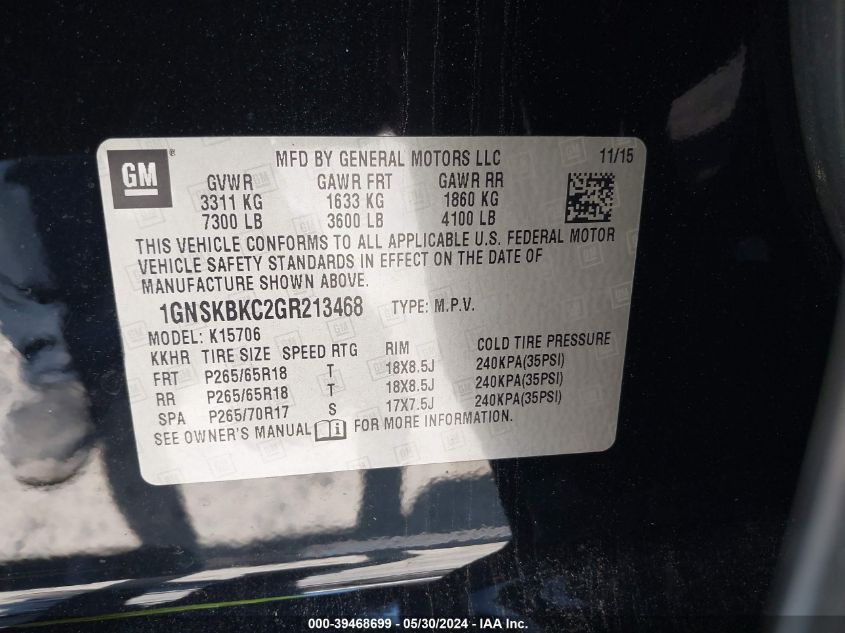 GM® MFD BY GENERAL MOTORS LLC 11/15
GVWR GAWR FRT GAWR RR
3311 KG 1633 KG 1860 KG
7300 LB 3600 LB 4100 LB
THIS VEHICLE CONFORMS TO ALL APPLICABLE U.S. FEDERAL MOTOR
VEHICLE SAFETY STANDARDS IN EFFECT ON THE DATE OF
MANUFACTURE SHOWN ABOVE.
1GNSKBKC2GR213468 TYPE: M.P.V.
MODEL: K15706
KKHR TIRE SIZE SPEED RTG RIM COLD TIRE PRESSURE
FRT P265/65R18 T 18X8.5J 240KPA(35PSI)
RR P265/65R18 T 18X8.5J 240KPA(35PSI)
SPA P265/70R17 S 17X7.5J 240KPA(35PSI)
SEE OWNER'S MANUAL FOR MORE INFORMATION.
000-39468699 - 05/30/2024 - IAA Inc.